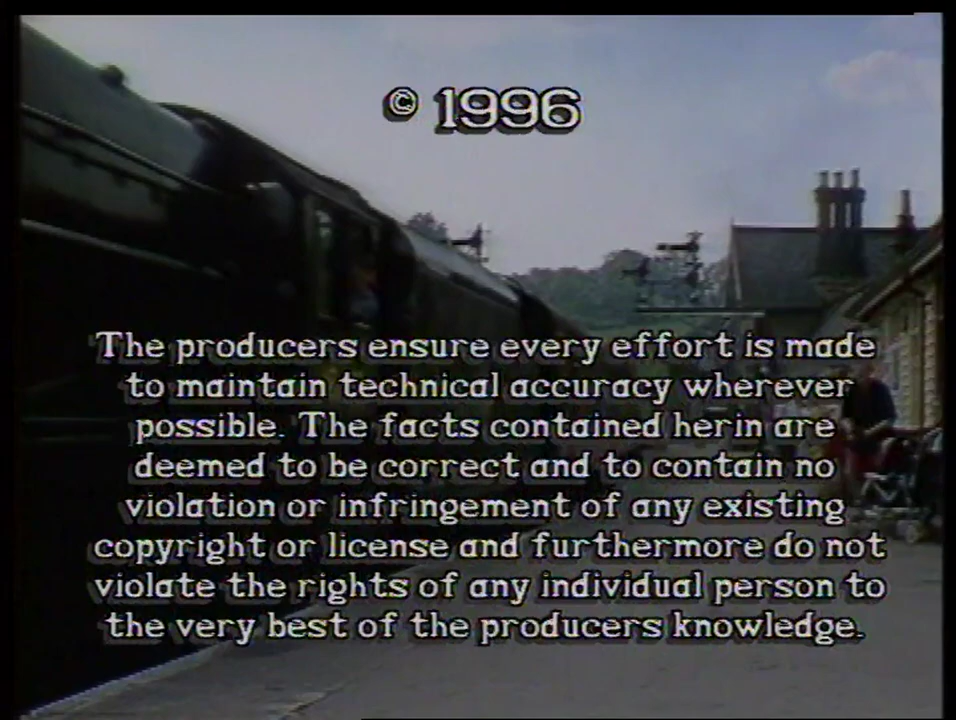 © 1996
The producers ensure every effort is made
to maintain technical accuracy wherever
possible. The facts contained herin are
deemed to be correct and to contain no
violation or infringement of any existing
copyright or license and furthermore do not
violate the rights of any individual person to
the very best of the producers knowledge.